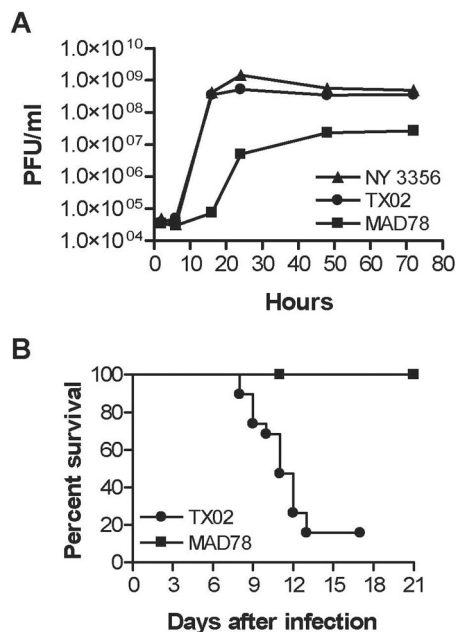 A
1.0×10^10
1.0×10^09
1.0×10^08
1.0×10^07
1.0×10^06
1.0×10^05
1.0×10^04
PFU/ml
NY 3356
TX02
MAD78
0 10 20 30 40 50 60 70 80
Hours
B
100
80
60
40
20
0
Percent survival
TX02
MAD78
0 3 6 9 12 15 18 21
Days after infection